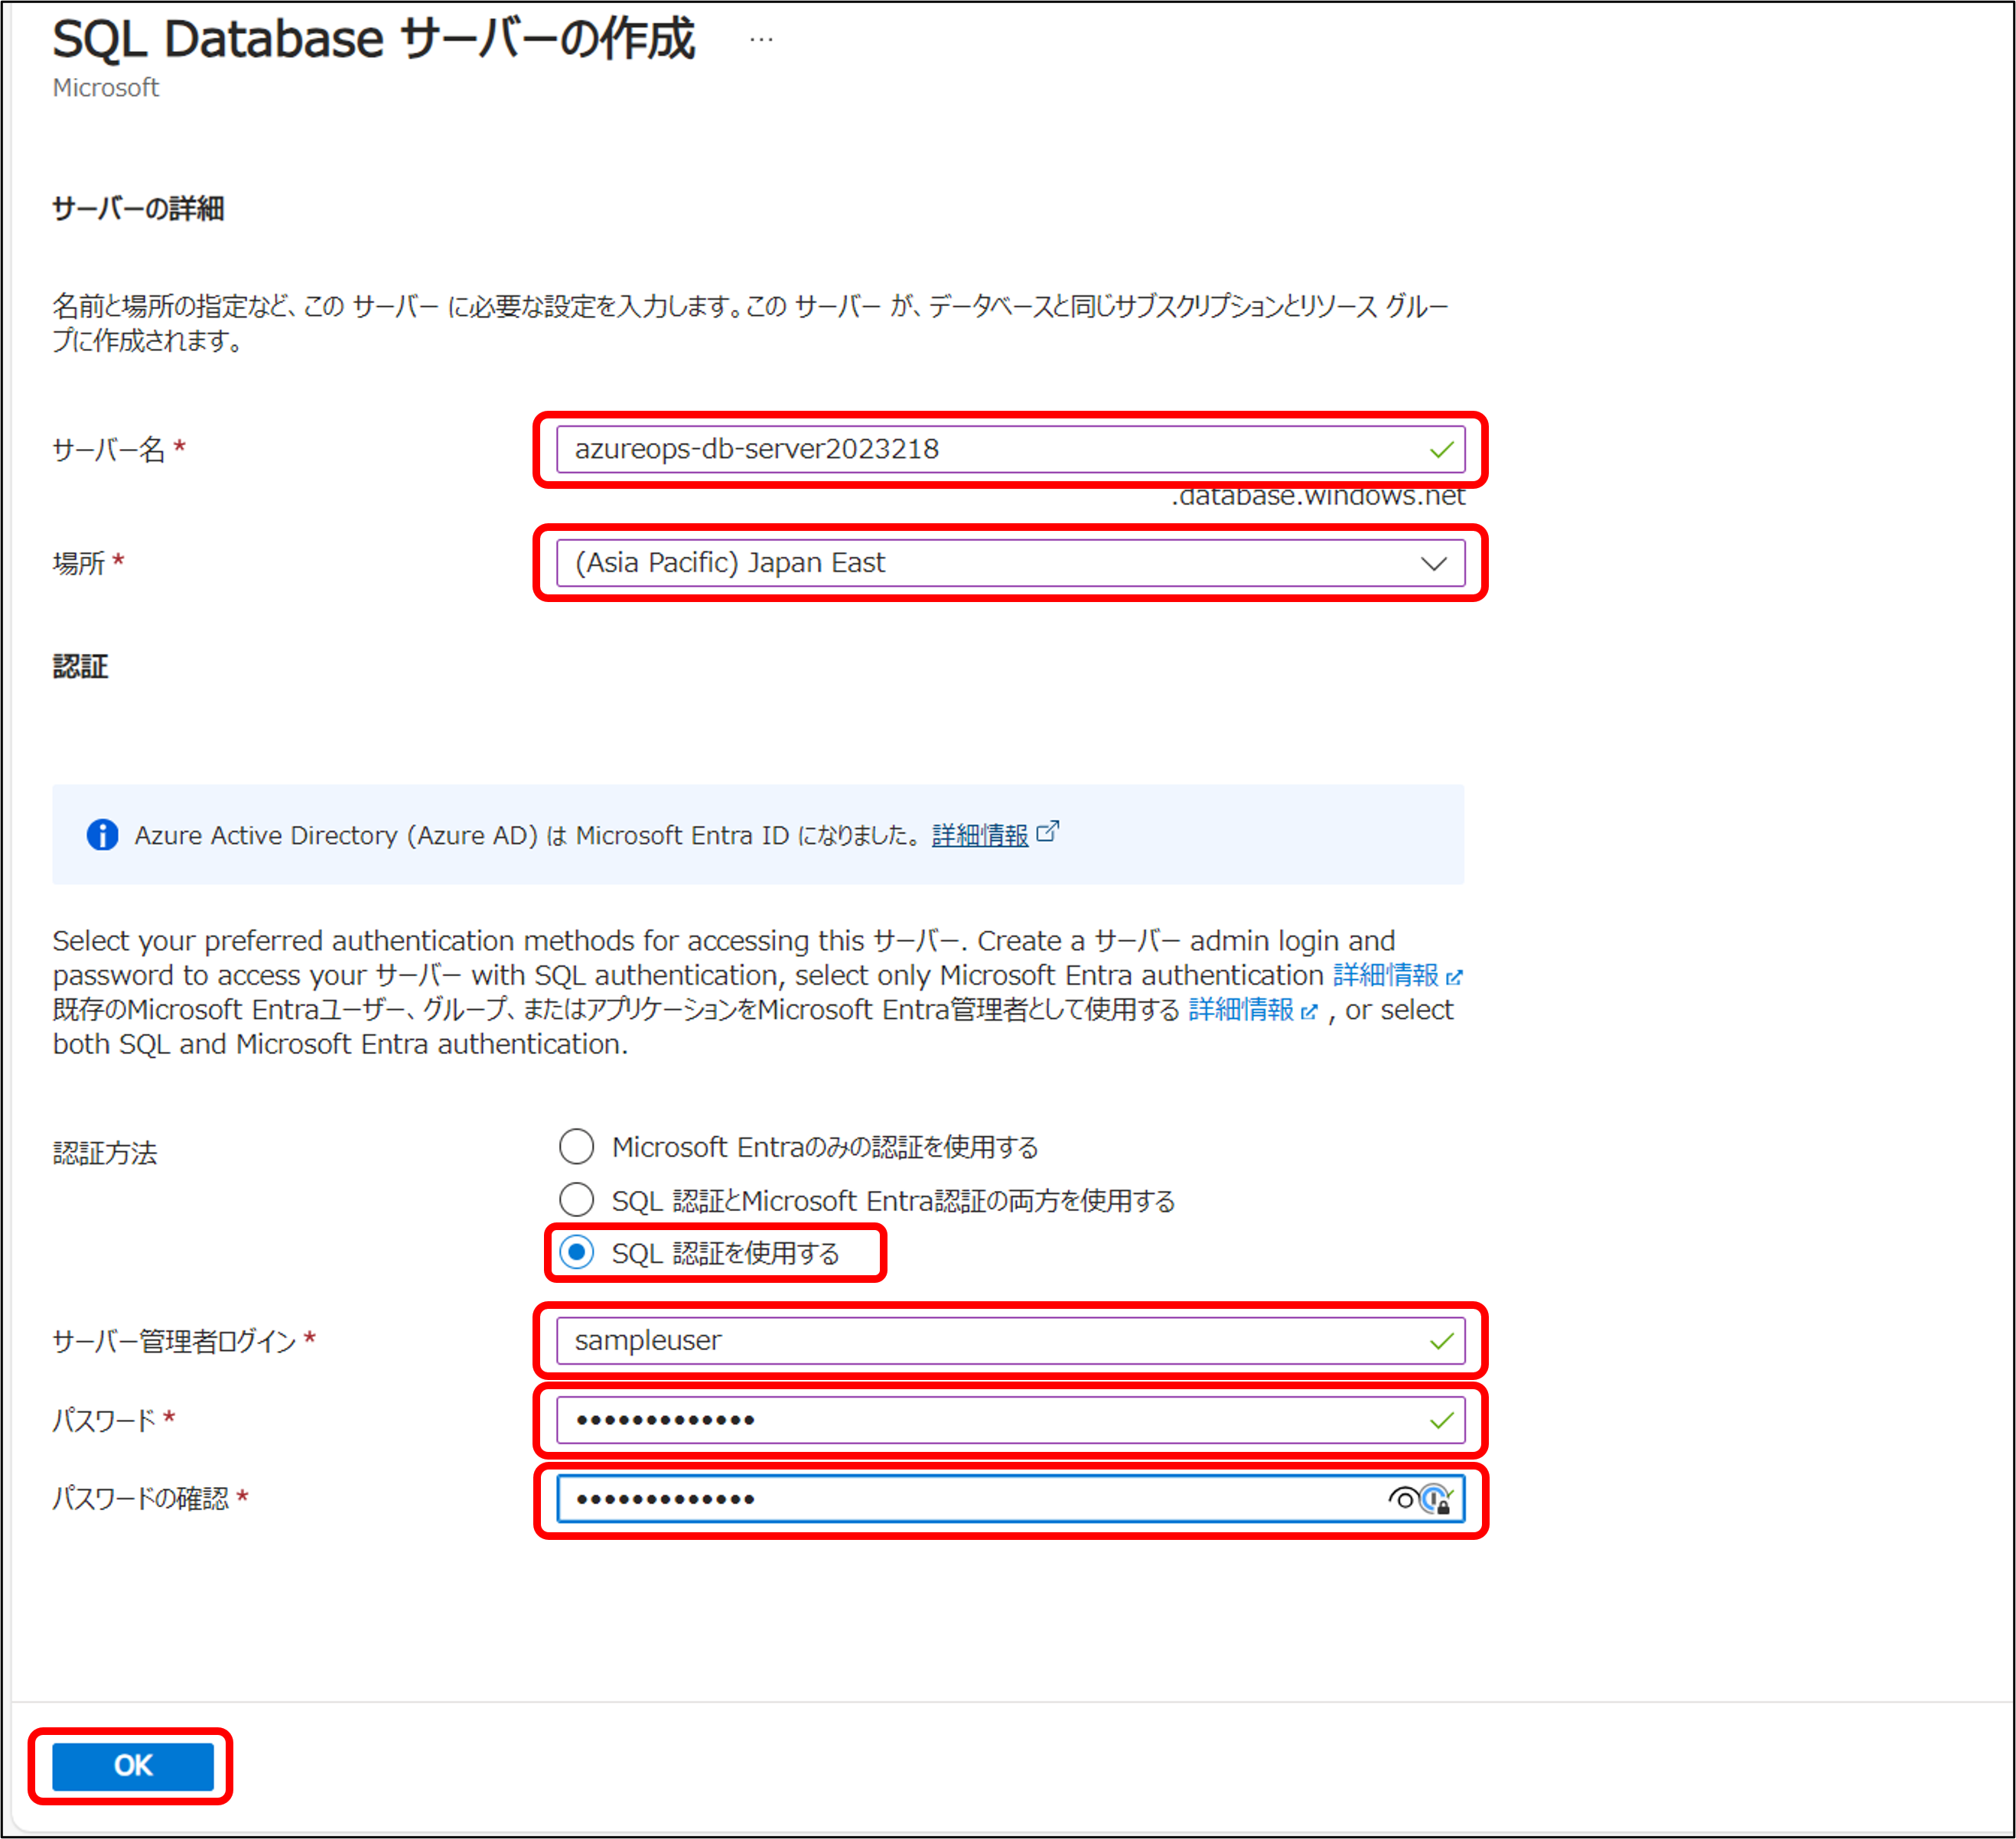 SQL Database サーバーの作成 …
Microsoft
サーバーの詳細
名前と場所の指定など、この サーバー に必要な設定を入力します。この サーバー が、データベースと同じサブスクリプションとリソース グルー
プに作成されます。
サーバー名 * azureops-db-server2023218
.database.windows.net
場所 * (Asia Pacific) Japan East
認証
Azure Active Directory (Azure AD) は Microsoft Entra ID になりました。 詳細情報
Select your preferred authentication methods for accessing this サーバー. Create a サーバー admin login and
password to access your サーバー with SQL authentication, select only Microsoft Entra authentication 詳細情報
既存のMicrosoft Entraユーザー、グループ、またはアプリケーションをMicrosoft Entra管理者として使用する 詳細情報 , or select
both SQL and Microsoft Entra authentication.
認証方法 Microsoft Entraのみの認証を使用する
SQL 認証とMicrosoft Entra認証の両方を使用する
SQL 認証を使用する
サーバー管理者ログイン * sampleuser
パスワード * •••••••••••••
パスワードの確認 * •••••••••••••
OK